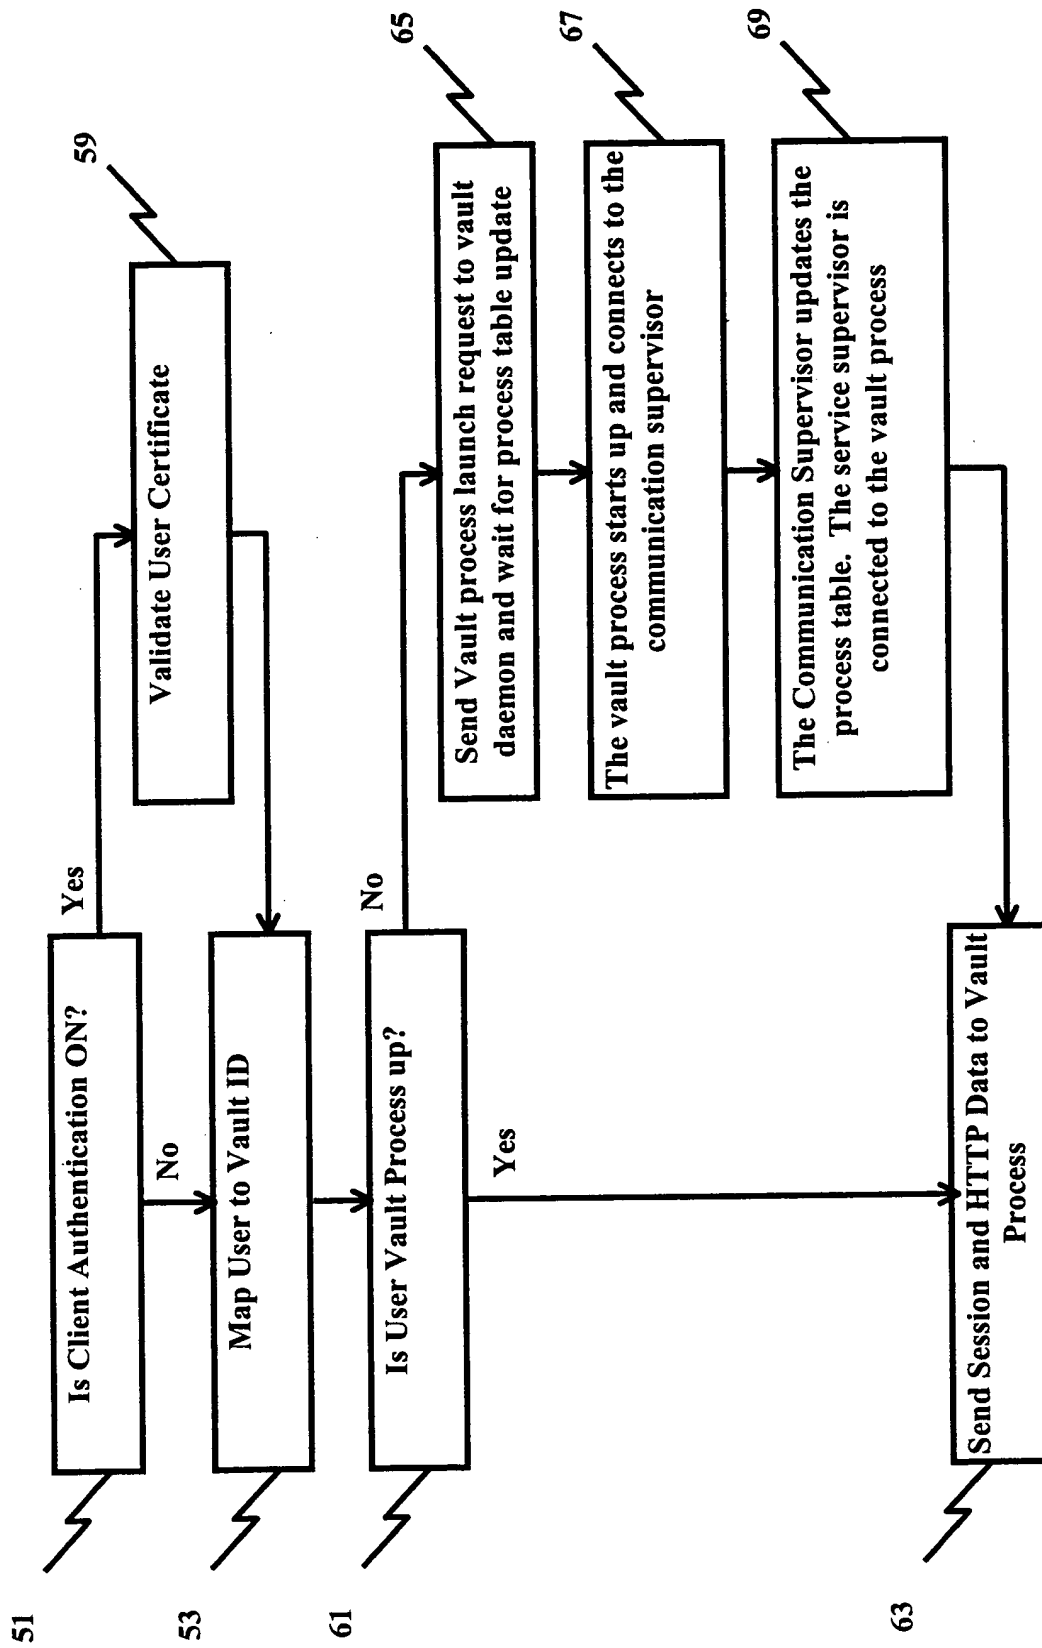 51
Is Client Authentication ON?
Yes
59
Validate User Certificate
No
53
Map User to Vault ID
61
Is User Vault Process up?
No
65
Send Vault process launch request to vault
daemon and wait for process table update
67
The vault process starts up and connects to the
communication supervisor
69
The Communication Supervisor updates the
process table. The service supervisor is
connected to the vault process
Yes
63
Send Session and HTTP Data to Vault
Process